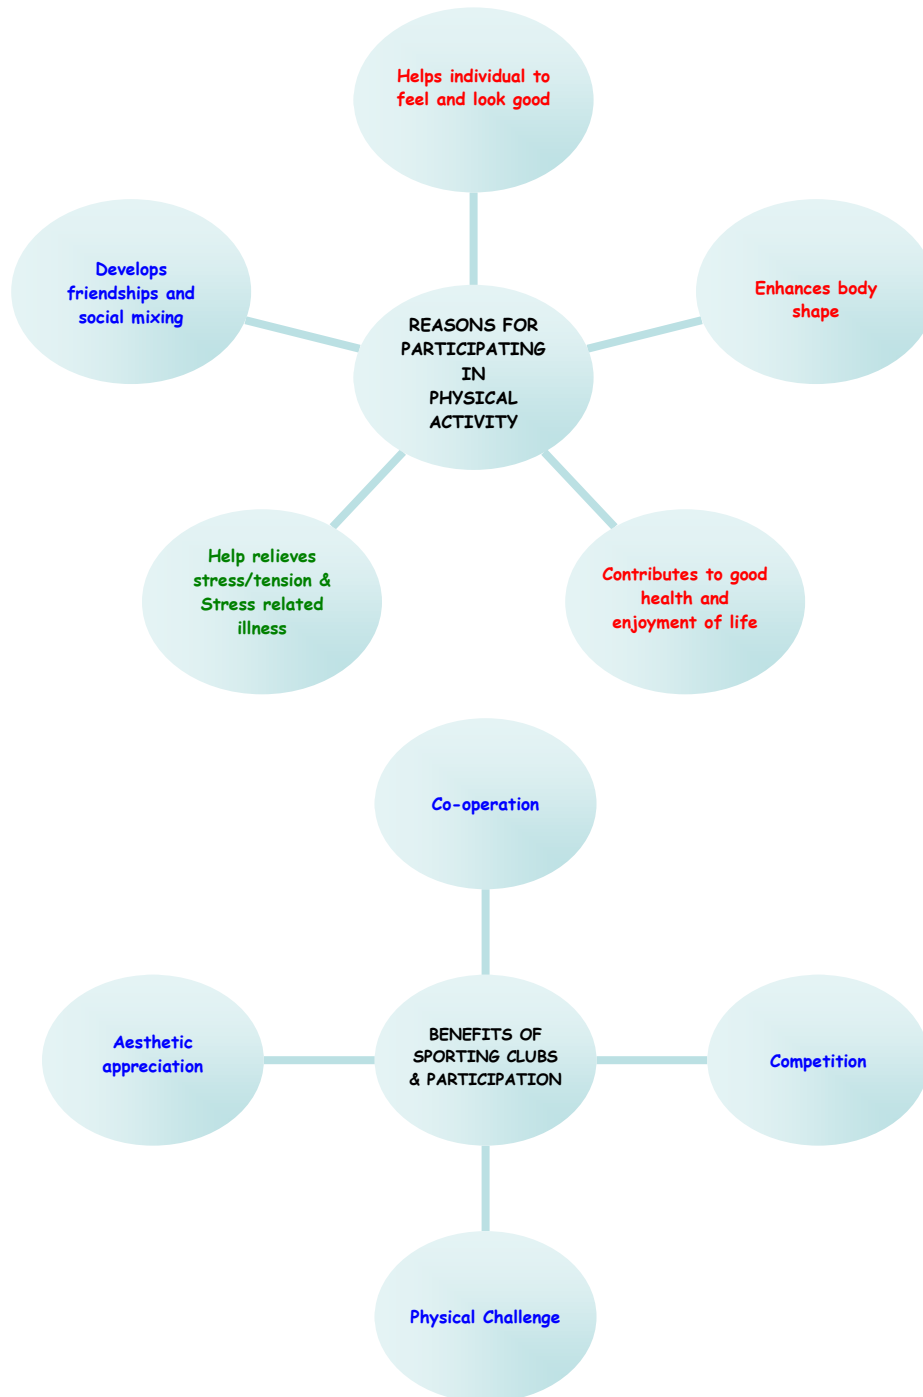 Helps individual to
feel and look good
Develops
friendships and
social mixing
Enhances body
shape
REASONS FOR
PARTICIPATING
IN
PHYSICAL
ACTIVITY
Help relieves
stress/tension &
Stress related
illness
Contributes to good
health and
enjoyment of life
Co-operation
Aesthetic
appreciation
BENEFITS OF
SPORTING CLUBS
& PARTICIPATION
Competition
Physical Challenge